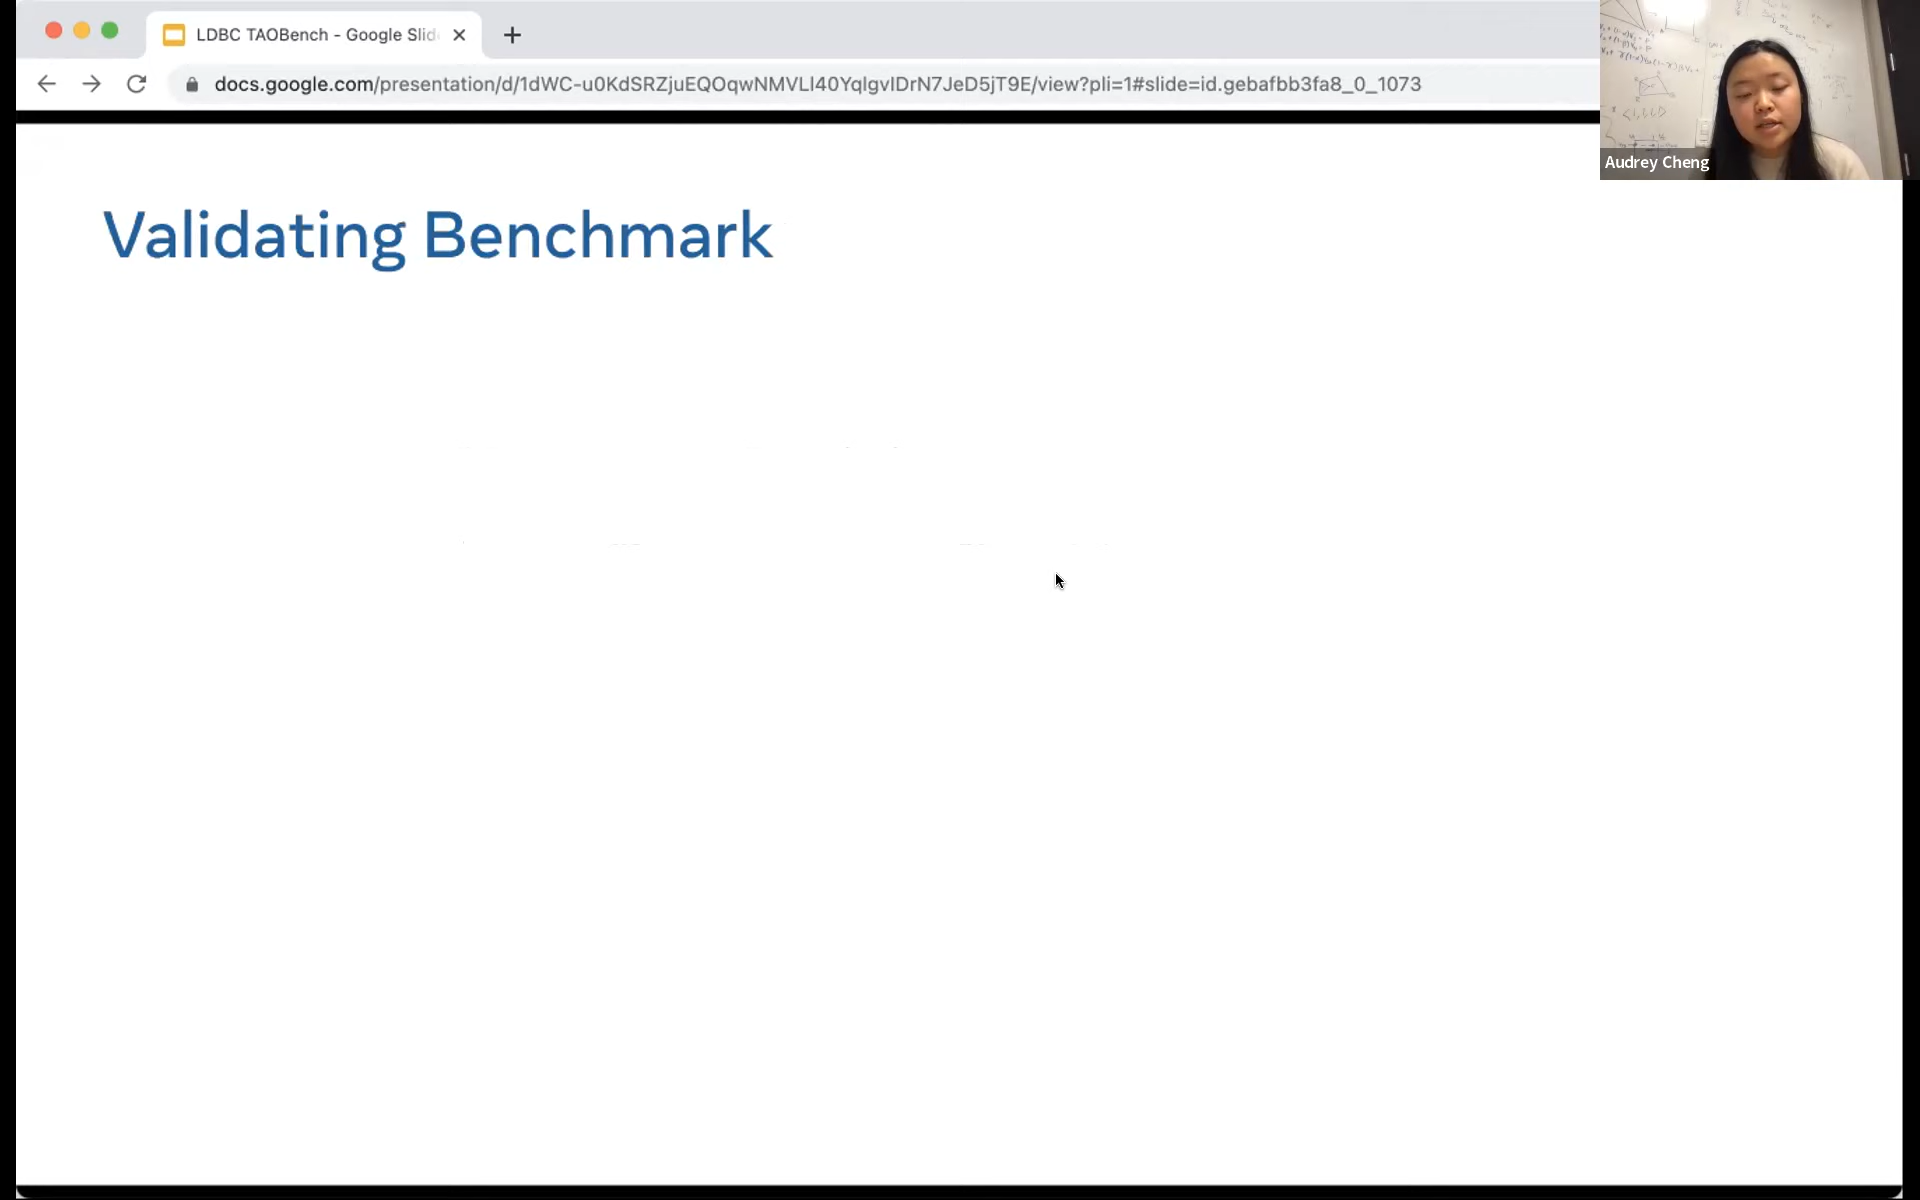 LDBC TAOBench - Google Slid
docs.google.com/presentation/d/1dWC-u0KdSRZjuEQOqwNMVLl40YqlgvlDrN7JeD5jT9E/view?pli=1#slide=id.gebafbb3fa8_0_1073
Audrey Cheng
Validating Benchmark